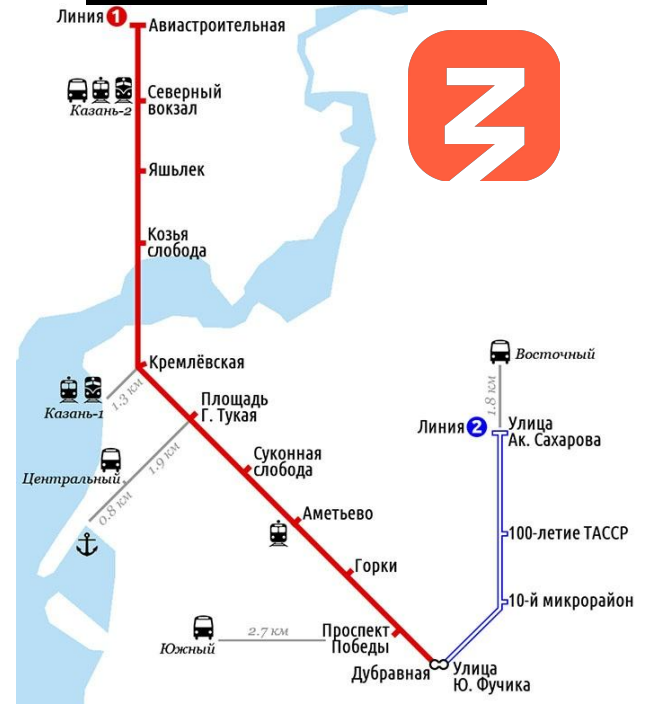 Линия 1
Авиастроительная
Северный
вокзал
Казань-2
Яшьлек
Козья
слобода
Кремлёвская
1.3 км
Казань-1
Площадь
Г. Тукая
Восточный
1.8 км
Линия 2
Улица
Ак. Сахарова
Суконная
слобода
1.9 км
Центральный
0.8 км
Аметьево
100-летие ТАССР
Горки
10-й микрорайон
Проспект
Победы
2.7 км
Южный
Дубравная
Улица
Ю. Фучика